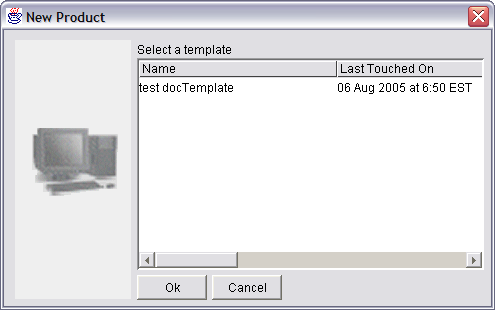 New Product
Select a template
Name Last Touched On
test docTemplate 06 Aug 2005 at 6:50 EST
Ok Cancel